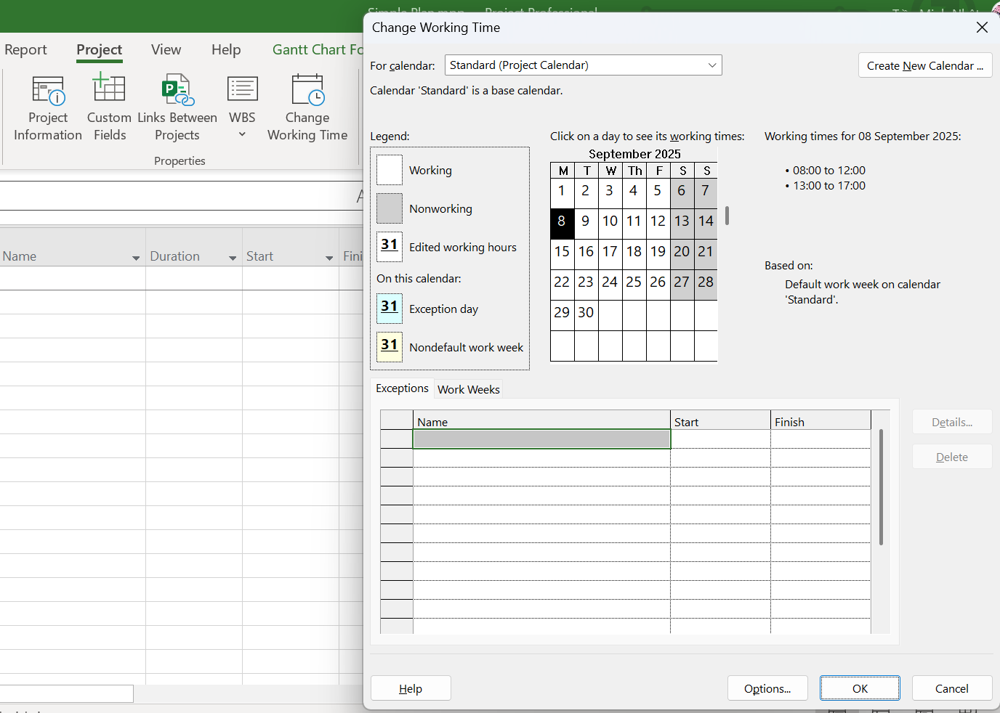 Report Project View Help Gantt Chart Fo
Project Information
Custom Fields
Links Between Projects
WBS
Change Working Time
Properties
Name Duration Start Fini
Change Working Time
For calendar: Standard (Project Calendar) Create New Calendar ...
Calendar 'Standard' is a base calendar.
Legend:
Working
Nonworking
31 Edited working hours
On this calendar:
31 Exception day
31 Nondefault work week
Click on a day to see its working times:
September 2025
M T W Th F S S
1 2 3 4 5 6 7
8 9 10 11 12 13 14
15 16 17 18 19 20 21
22 23 24 25 26 27 28
29 30
Working times for 08 September 2025:
• 08:00 to 12:00
• 13:00 to 17:00
Based on:
Default work week on calendar
'Standard'.
Exceptions Work Weeks
Name Start Finish
Details...
Delete
Help Options... OK Cancel